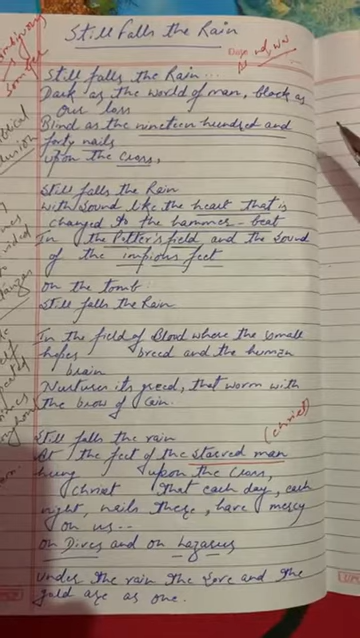 Still Falls the Rain
Still falls the Rain...
Dark as the world of man, black as
our loss
Blind as the nineteen hundred and
forty nails
upon the Cross,
Still falls the Rain
With sound like the heart that is
changed to the hammer-beat
In the Potter's field and the sound
of the impious feet
on the tomb:
Still falls the Rain
In the field of Blood where the small
hopes breed and the human
brain
Nurtures its greed, that worm with
the brow of Cain.
Still falls the rain (Christ)
At the feet of the starved man
hung upon the Cross,
Christ that each day, each
night, nails there, have mercy
on us--
on Dives and on Lazarus
under the rain the sore and the
gold are as one.